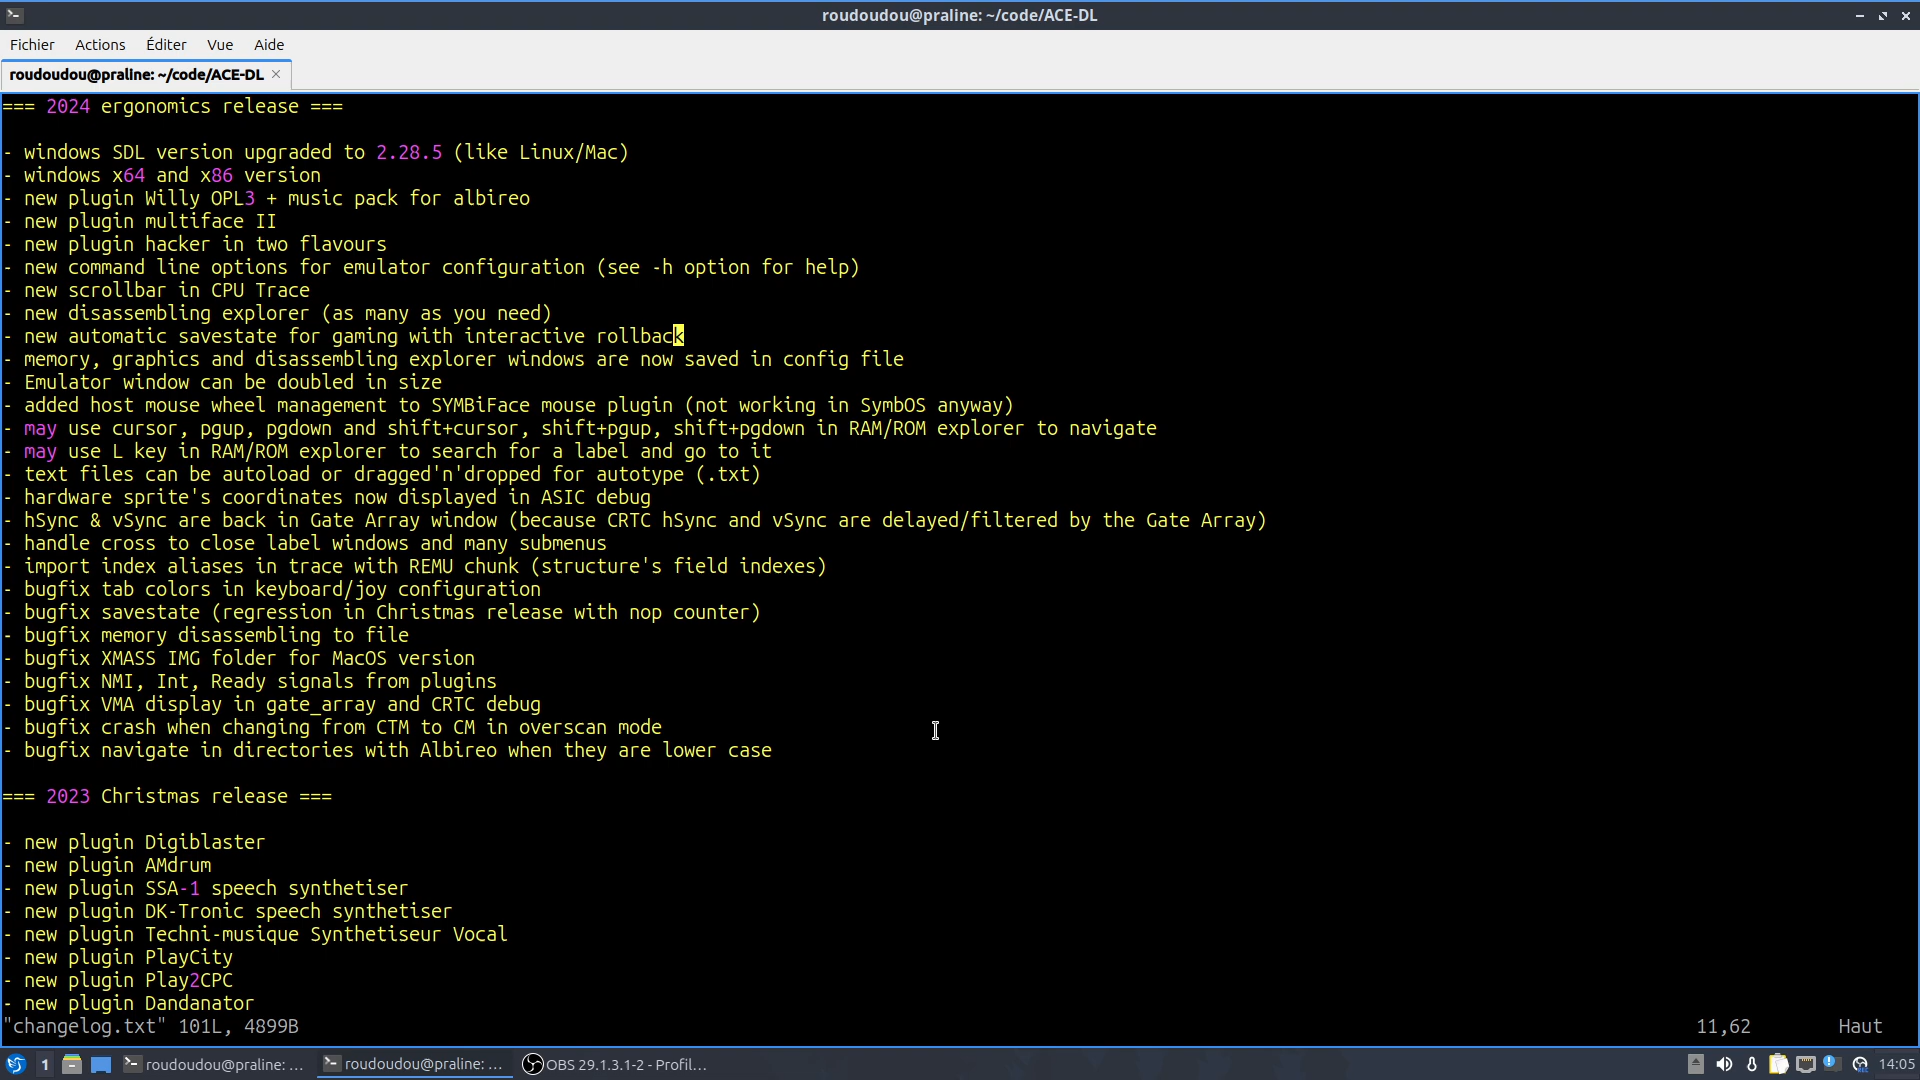 roudoudou@praline: ~/code/ACE-DL
Fichier Actions Éditer Vue Aide
roudoudou@praline: ~/code/ACE-DL
=== 2024 ergonomics release ===
- windows SDL version upgraded to 2.28.5 (like Linux/Mac)
- windows x64 and x86 version
- new plugin Willy OPL3 + music pack for albireo
- new plugin multiface II
- new plugin hacker in two flavours
- new command line options for emulator configuration (see -h option for help)
- new scrollbar in CPU Trace
- new disassembling explorer (as many as you need)
- new automatic savestate for gaming with interactive rollback
- memory, graphics and disassembling explorer windows are now saved in config file
- Emulator window can be doubled in size
- added host mouse wheel management to SYMBiFace mouse plugin (not working in SymbOS anyway)
- may use cursor, pgup, pgdown and shift+cursor, shift+pgup, shift+pgdown in RAM/ROM explorer to navigate
- may use L key in RAM/ROM explorer to search for a label and go to it
- text files can be autoload or dragged'n'dropped for autotype (.txt)
- hardware sprite's coordinates now displayed in ASIC debug
- hSync & vSync are back in Gate Array window (because CRTC hSync and vSync are delayed/filtered by the Gate Array)
- handle cross to close label windows and many submenus
- import index aliases in trace with REMU chunk (structure's field indexes)
- bugfix tab colors in keyboard/joy configuration
- bugfix savestate (regression in Christmas release with nop counter)
- bugfix memory disassembling to file
- bugfix XMASS IMG folder for MacOS version
- bugfix NMI, Int, Ready signals from plugins
- bugfix VMA display in gate_array and CRTC debug
- bugfix crash when changing from CTM to CM in overscan mode
- bugfix navigate in directories with Albireo when they are lower case
=== 2023 Christmas release ===
- new plugin Digiblaster
- new plugin AMdrum
- new plugin SSA-1 speech synthetiser
- new plugin DK-Tronic speech synthetiser
- new plugin Techni-musique Synthetiseur Vocal
- new plugin PlayCity
- new plugin Play2CPC
- new plugin Dandanator
"changelog.txt" 101L, 4899B 11,62 Haut
1 roudoudou@praline: ... roudoudou@praline: ... OBS 29.1.3.1-2 - Profil... 14:05